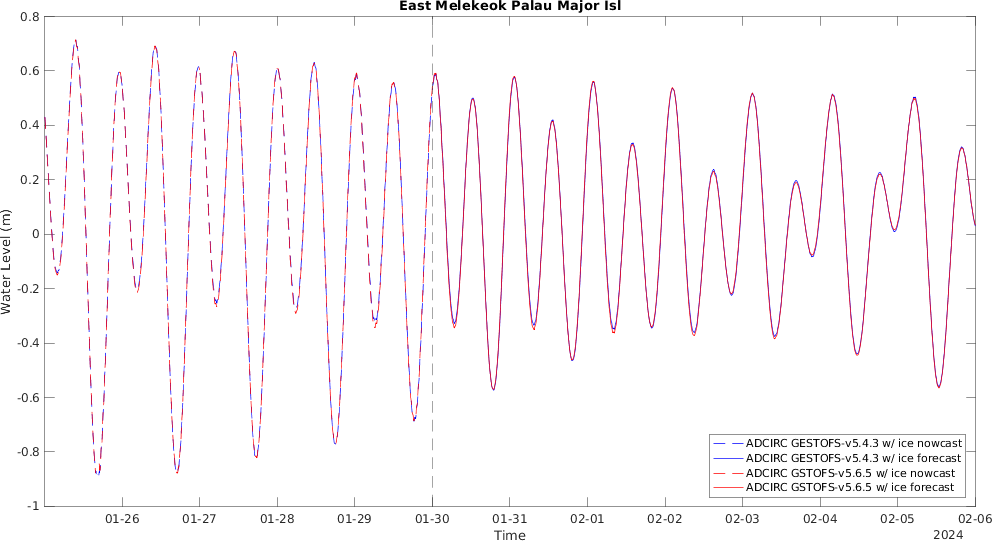 East Melekeok Palau Major Isl
0.8
0.6
0.4
0.2
0
-0.2
-0.4
-0.6
-0.8
-1
Water Level (m)
01-26 01-27 01-28 01-29 01-30 01-31 02-01 02-02 02-03 02-04 02-05 02-06
Time
2024
ADCIRC GESTOFS-v5.4.3 w/ ice nowcast
ADCIRC GESTOFS-v5.4.3 w/ ice forecast
ADCIRC GSTOFS-v5.6.5 w/ ice nowcast
ADCIRC GSTOFS-v5.6.5 w/ ice forecast